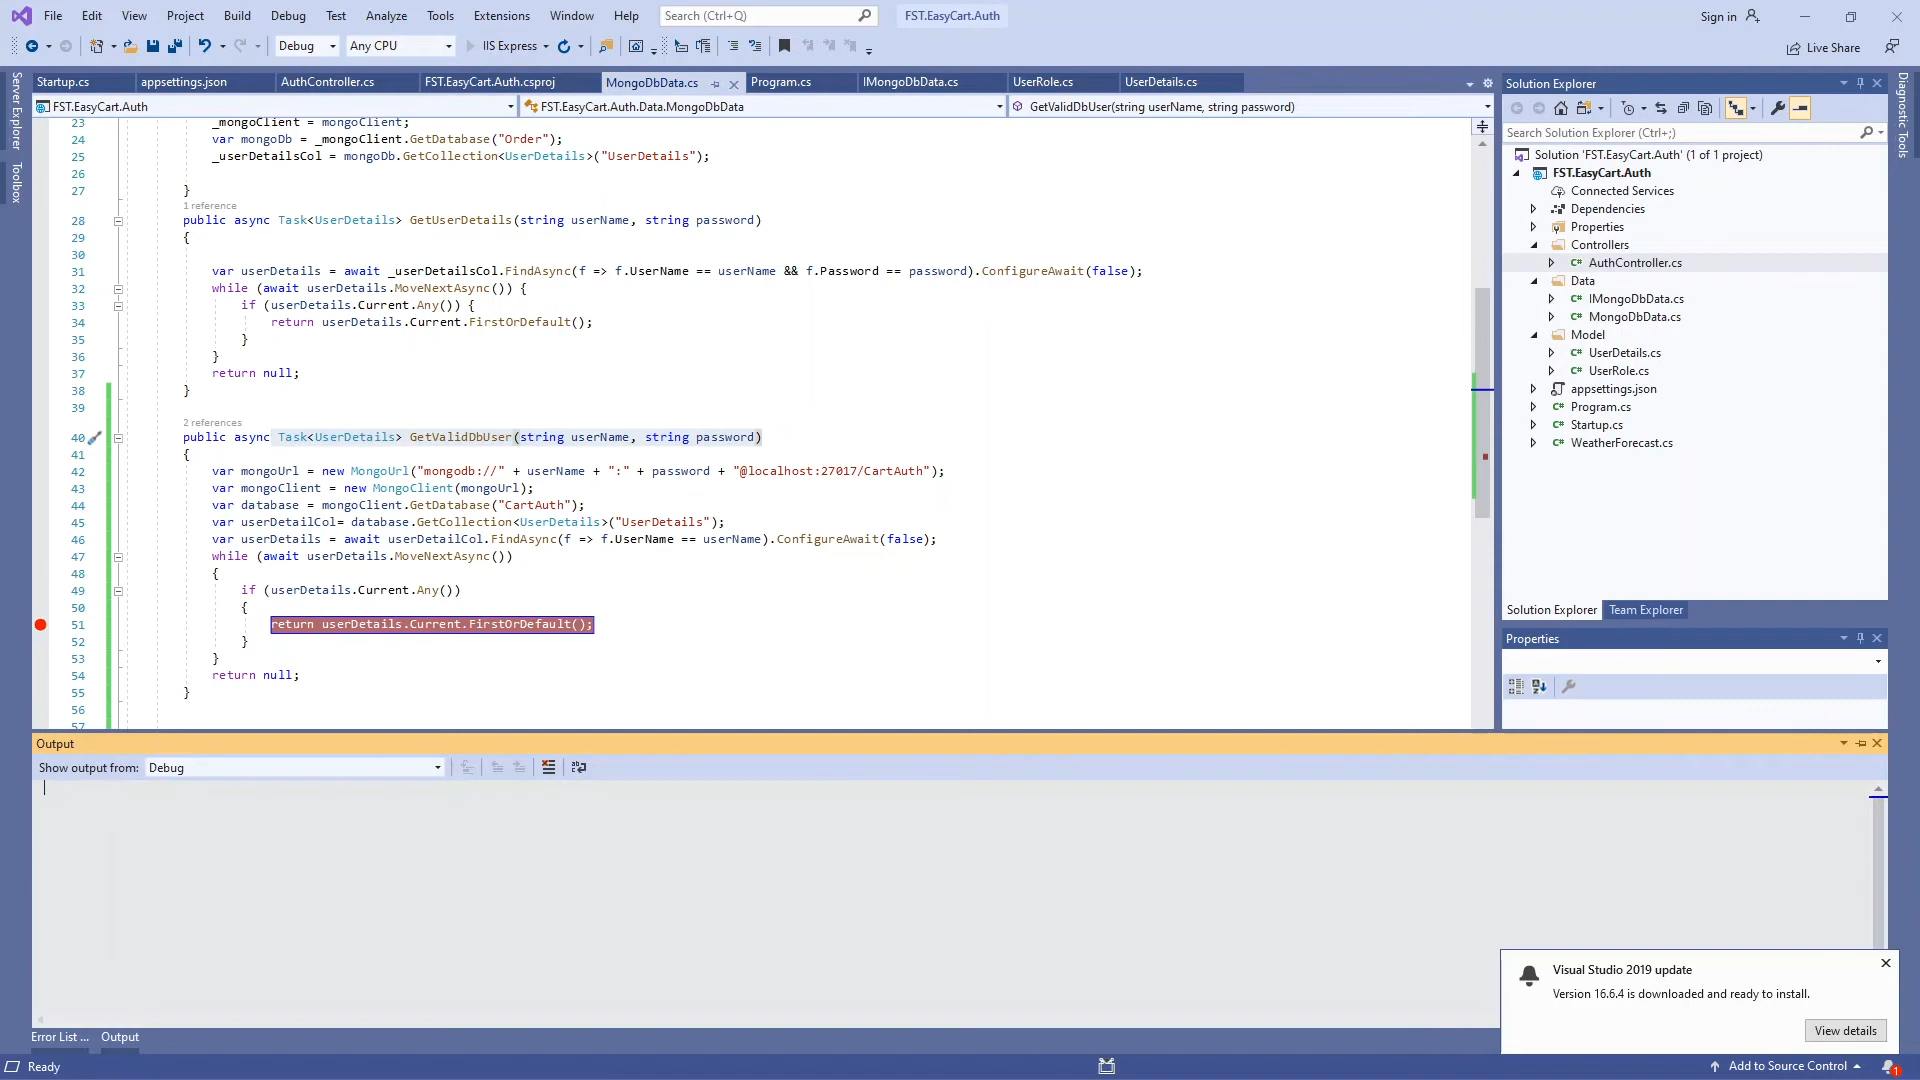 File Edit View Project Build Debug Test Analyze Tools Extensions Window Help Search (Ctrl+Q) FST.EasyCart.Auth Sign in
Debug Any CPU IIS Express Live Share
Startup.cs appsettings.json AuthController.cs FST.EasyCart.Auth.csproj MongoDbData.cs Program.cs IMongoDbData.cs UserRole.cs UserDetails.cs
FST.EasyCart.Auth FST.EasyCart.Auth.Data.MongoDbData GetValidDbUser(string userName, string password)
Server Explorer
Toolbox
23 _mongoClient = mongoClient;
24 var mongoDb = _mongoClient.GetDatabase("Order");
25 _userDetailsCol = mongoDb.GetCollection<UserDetails>("UserDetails");
26
27 }
1 reference
28 public async Task<UserDetails> GetUserDetails(string userName, string password)
29 {
30
31 var userDetails = await _userDetailsCol.FindAsync(f => f.UserName == userName && f.Password == password).ConfigureAwait(false);
32 while (await userDetails.MoveNextAsync()) {
33 if (userDetails.Current.Any()) {
34 return userDetails.Current.FirstOrDefault();
35 }
36 }
37 return null;
38 }
39
2 references
40 public async Task<UserDetails> GetValidDbUser(string userName, string password)
41 {
42 var mongoUrl = new MongoUrl("mongodb://" + userName + ":" + password + "@localhost:27017/CartAuth");
43 var mongoClient = new MongoClient(mongoUrl);
44 var database = mongoClient.GetDatabase("CartAuth");
45 var userDetailCol= database.GetCollection<UserDetails>("UserDetails");
46 var userDetails = await userDetailCol.FindAsync(f => f.UserName == userName).ConfigureAwait(false);
47 while (await userDetails.MoveNextAsync())
48 {
49 if (userDetails.Current.Any())
50 {
51 return userDetails.Current.FirstOrDefault();
52 }
53 }
54 return null;
55 }
56
57
Solution Explorer
Search Solution Explorer (Ctrl+;)
Solution 'FST.EasyCart.Auth' (1 of 1 project)
FST.EasyCart.Auth
Connected Services
Dependencies
Properties
Controllers
C# AuthController.cs
Data
C# IMongoDbData.cs
C# MongoDbData.cs
Model
C# UserDetails.cs
C# UserRole.cs
appsettings.json
C# Program.cs
C# Startup.cs
C# WeatherForecast.cs
Solution Explorer Team Explorer
Properties
Diagnostic Tools
Output
Show output from: Debug
Visual Studio 2019 update
Version 16.6.4 is downloaded and ready to install.
View details
Error List ... Output
Ready Add to Source Control 1